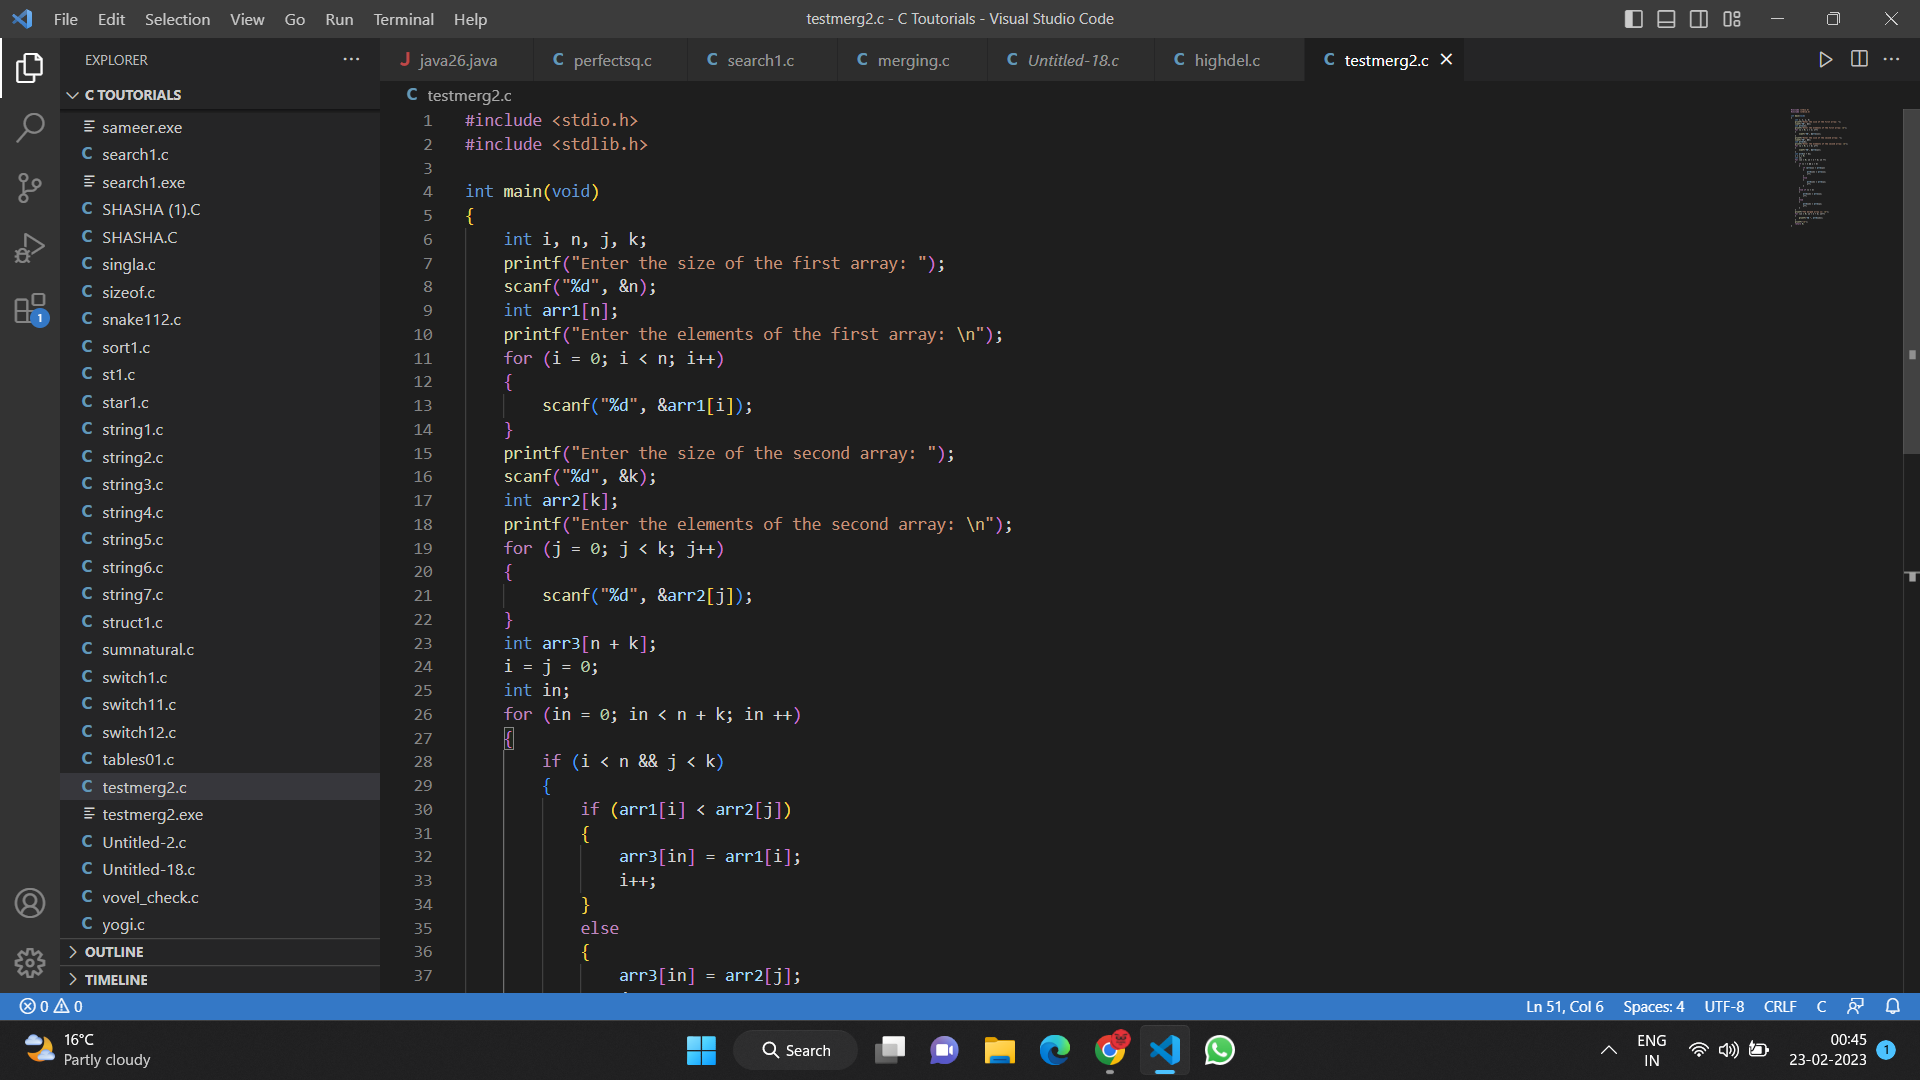 File Edit Selection View Go Run Terminal Help
testmerg2.c - C Toutorials - Visual Studio Code
EXPLORER
J java26.java C perfectsq.c C search1.c C merging.c C Untitled-18.c C highdel.c C testmerg2.c
C TOUTORIALS
sameer.exe
C search1.c
search1.exe
C SHASHA (1).C
C SHASHA.C
C singla.c
C sizeof.c
C snake112.c
C sort1.c
C st1.c
C star1.c
C string1.c
C string2.c
C string3.c
C string4.c
C string5.c
C string6.c
C string7.c
C struct1.c
C sumnatural.c
C switch1.c
C switch11.c
C switch12.c
C tables01.c
C testmerg2.c
testmerg2.exe
C Untitled-2.c
C Untitled-18.c
C vovel_check.c
C yogi.c
OUTLINE
TIMELINE
1
C testmerg2.c
1 #include <stdio.h>
2 #include <stdlib.h>
3
4 int main(void)
5 {
6 int i, n, j, k;
7 printf("Enter the size of the first array: ");
8 scanf("%d", &n);
9 int arr1[n];
10 printf("Enter the elements of the first array: \n");
11 for (i = 0; i < n; i++)
12 {
13 scanf("%d", &arr1[i]);
14 }
15 printf("Enter the size of the second array: ");
16 scanf("%d", &k);
17 int arr2[k];
18 printf("Enter the elements of the second array: \n");
19 for (j = 0; j < k; j++)
20 {
21 scanf("%d", &arr2[j]);
22 }
23 int arr3[n + k];
24 i = j = 0;
25 int in;
26 for (in = 0; in < n + k; in ++)
27 {
28 if (i < n && j < k)
29 {
30 if (arr1[i] < arr2[j])
31 {
32 arr3[in] = arr1[i];
33 i++;
34 }
35 else
36 {
37 arr3[in] = arr2[j];
0 0
Ln 51, Col 6 Spaces: 4 UTF-8 CRLF C
16°C
Partly cloudy
Search
ENG
IN
00:45
23-02-2023
1